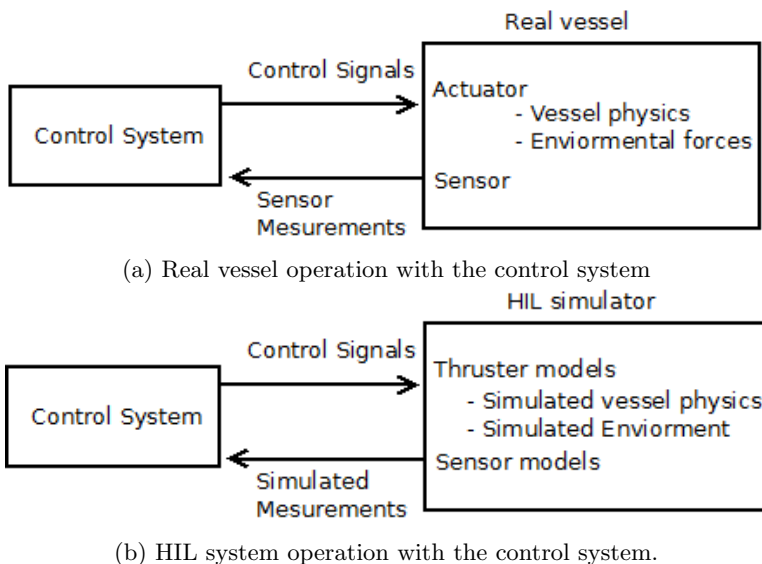 Real vessel
Control Signals
Actuator
- Vessel physics
- Enviormental forces
Control System
Sensor
Sensor
Mesurements
(a) Real vessel operation with the control system
HIL simulator
Control Signals
Thruster models
- Simulated vessel physics
- Simulated Enviorment
Control System
Sensor models
Simulated
Mesurements
(b) HIL system operation with the control system.